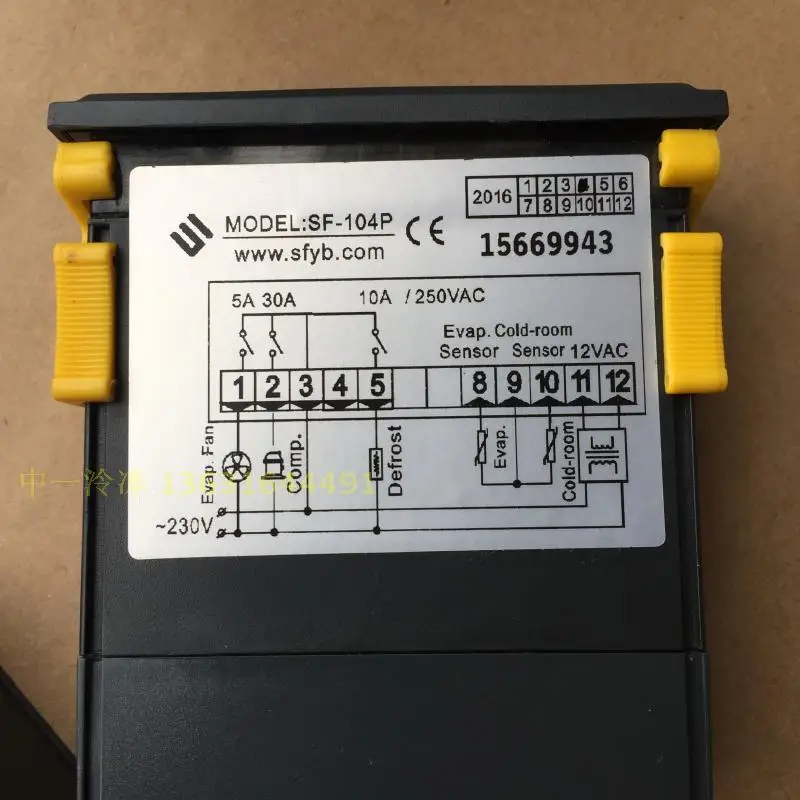 MODEL:SF-104P
www.sfyb.com
CE
2016 1 2 3 5 6
7 8 9 10 11 12
15669943
5A 30A 10A / 250VAC
Evap. Cold-room
Sensor Sensor 12VAC
1 2 3 4 5 8 9 10 11 12
Evap. Fan
Comp.
Defrost
Evap.
Cold-room
~230V
中一冷冻